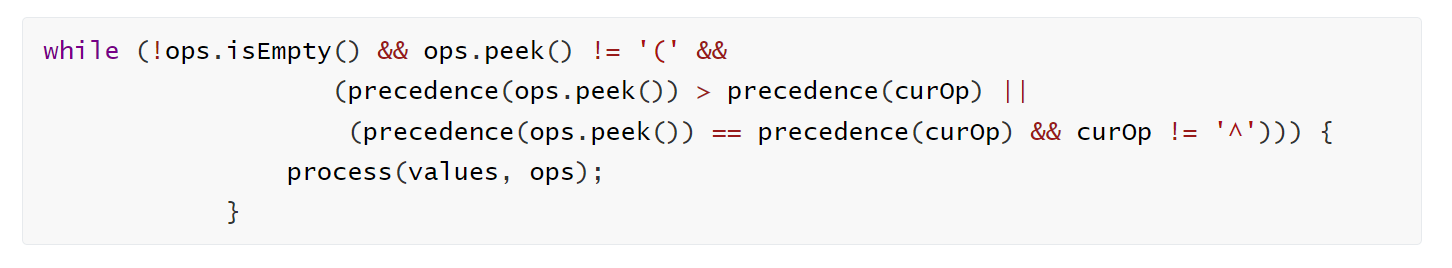 while (!ops.isEmpty() && ops.peek() != '(' &&
(precedence(ops.peek()) > precedence(curOp) ||
(precedence(ops.peek()) == precedence(curOp) && curOp != '^'))) {
process(values, ops);
}